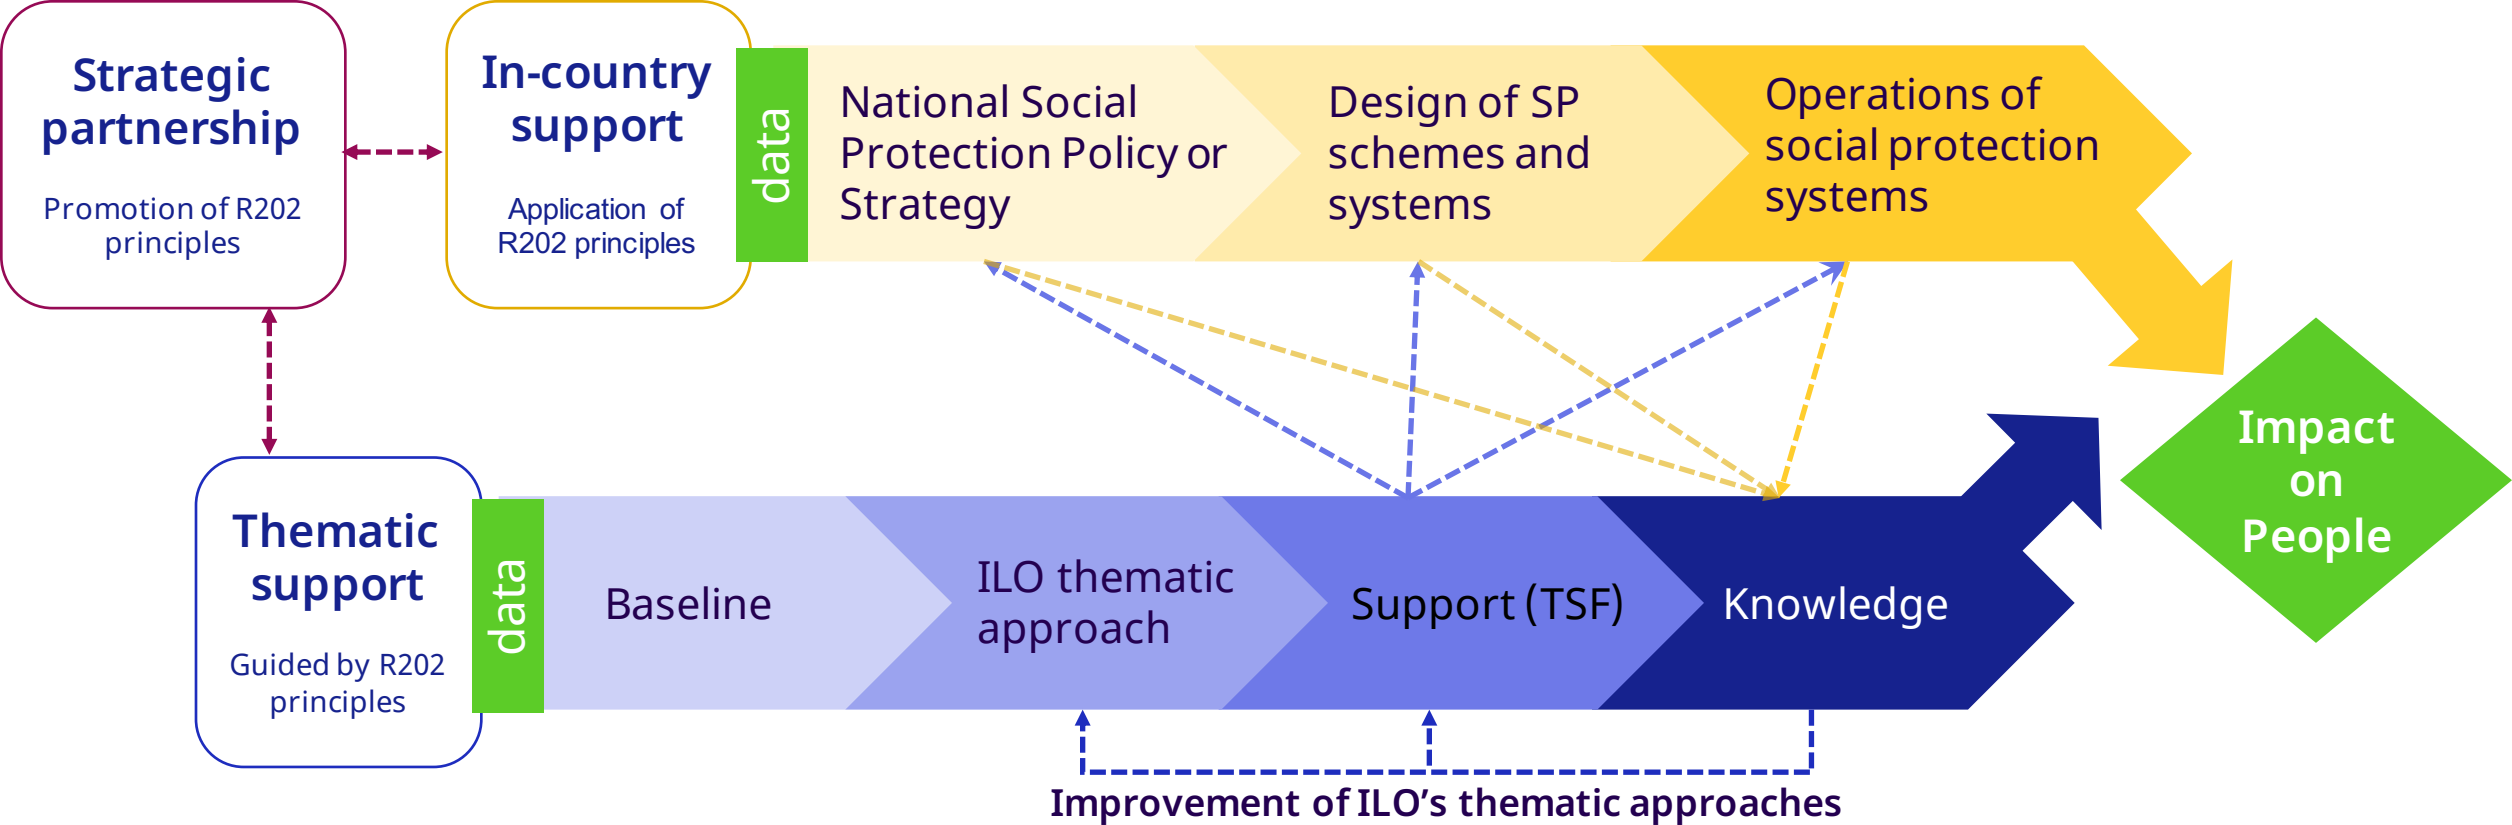 Strategic
partnership
Promotion of R202
principles
In-country
support
Application of
R202 principles
data
National Social
Protection Policy or
Strategy
Design of SP
schemes and
systems
Operations of
social protection
systems
Impact
on
People
Thematic
support
Guided by R202
principles
data
Baseline
ILO thematic
approach
Support (TSF)
Knowledge
Improvement of ILO’s thematic approaches